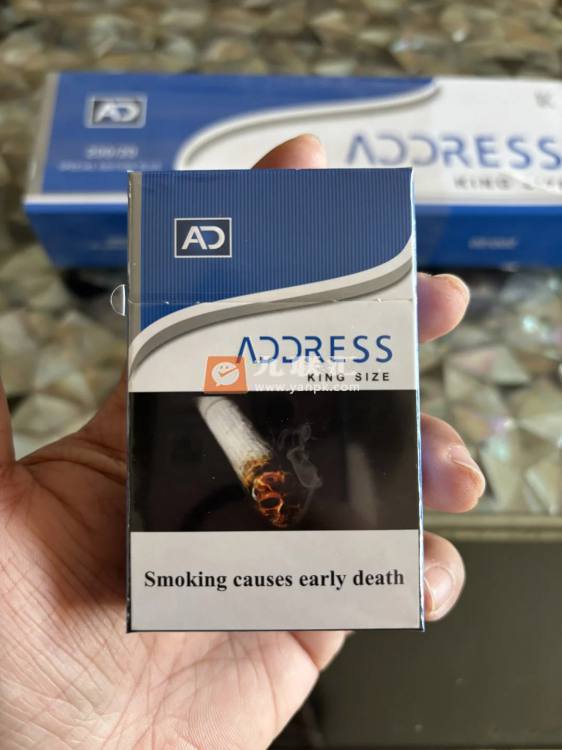 AD
ADDRESS
KING SIZE
AD
ADDRESS
KING SIZE
www.yanpk.com
Smoking causes early death